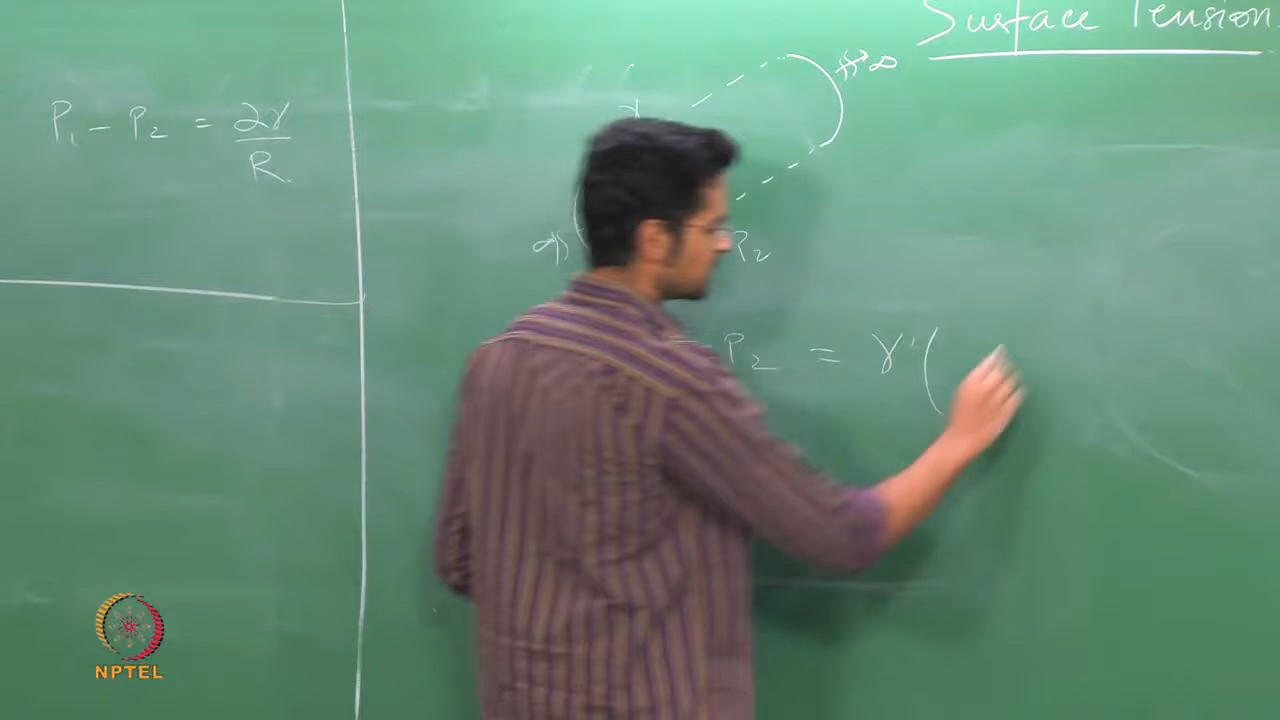 Surface Tension
P₁ - P₂ = 2γ/R
R₂
P₂ = γ (
NPTEL